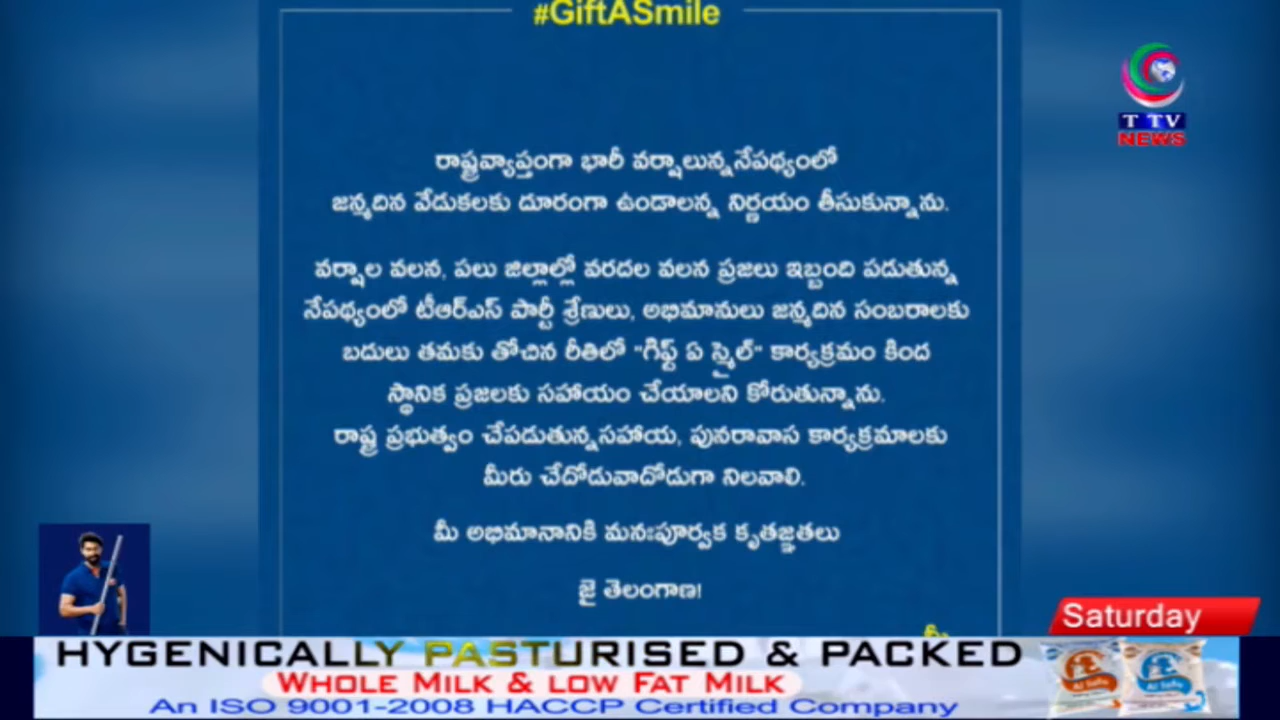 #GiftASmile
T TV
NEWS
రాష్ట్రవ్యాప్తంగా భారీ వర్షాలున్ననేపథ్యంలో
జన్మదిన వేడుకలకు దూరంగా ఉండాలన్న నిర్ణయం తీసుకున్నాను.
వర్షాల వలన, పలు జిల్లాల్లో వరదల వలన ప్రజలు ఇబ్బంది పడుతున్న
నేపథ్యంలో టీఆర్ఎస్ పార్టీ శ్రేణులు, అభిమానులు జన్మదిన సంబరాలకు
బదులు తమకు తోచిన రీతిలో "గిఫ్ట్ ఏ స్మైల్" కార్యక్రమం కింద
స్థానిక ప్రజలకు సహాయం చేయాలని కోరుతున్నాను.
రాష్ట్ర ప్రభుత్వం చేపడుతున్నసహాయ, పునరావాస కార్యక్రమాలకు
మీరు చేదోడువాదోడుగా నిలవాలి.
మీ అభిమానానికి మనఃపూర్వక కృతజ్ఞతలు
జై తెలంగాణ!
Saturday
HYGENICALLY PASTURISED & PACKED
WHOLE MILK & LOW FAT MILK
An ISO 9001-2008 HACCP Certified Company